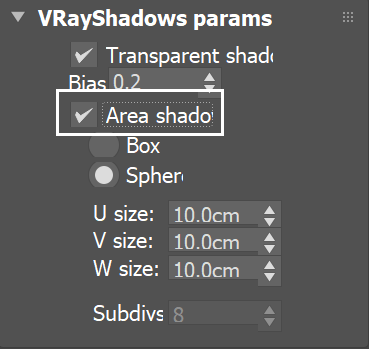 VRayShadows params
Transparent shado
Bias 0.2
Area shado
Box
Sphere
U size: 10.0cm
V size: 10.0cm
W size: 10.0cm
Subdivs 8